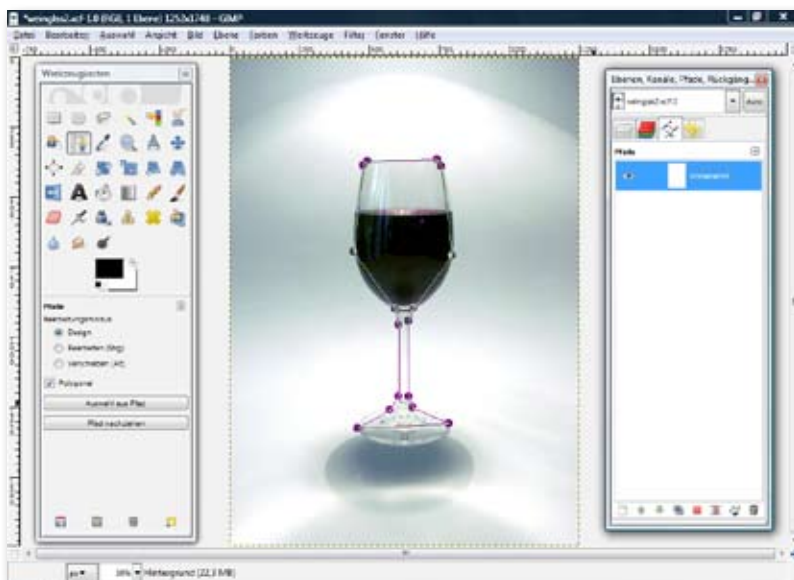 *weinglas2.xcf-1.0 (RGB, 1 Ebene) 1252x1740 – GIMP
Datei Bearbeiten Auswahl Ansicht Bild Ebene Farben Werkzeuge Filter Fenster Hilfe
Werkzeugkasten
Pfade
Bearbeitungsmodus
Design
Bearbeiten (Strg)
Verschieben (Alt)
Polygonal
Auswahl aus Pfad
Pfad nachziehen
Ebenen, Kanäle, Pfade, Rückgäng...
Auto
Pfade
px
Hintergrund (22,3 MB)